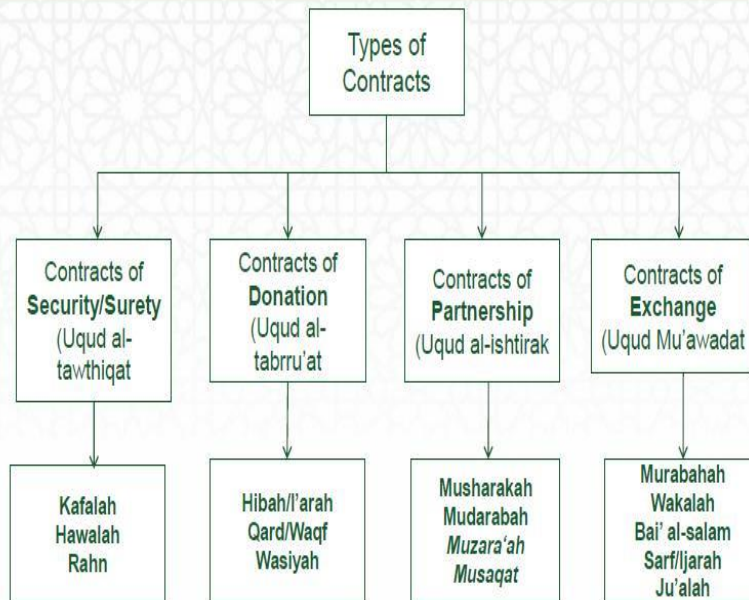 Types of
Contracts
Contracts of
Security/Surety
(Uqud al-
tawthiqat
Contracts of
Donation
(Uqud al-
tabrru'at
Contracts of
Partnership
(Uqud al-ishtirak
Contracts of
Exchange
(Uqud Mu'awadat
Kafalah
Hawalah
Rahn
Hibah/I'arah
Qard/Waqf
Wasiyah
Musharakah
Mudarabah
Muzara‘ah
Musaqat
Murabahah
Wakalah
Bai' al-salam
Sarf/Ijarah
Ju'alah